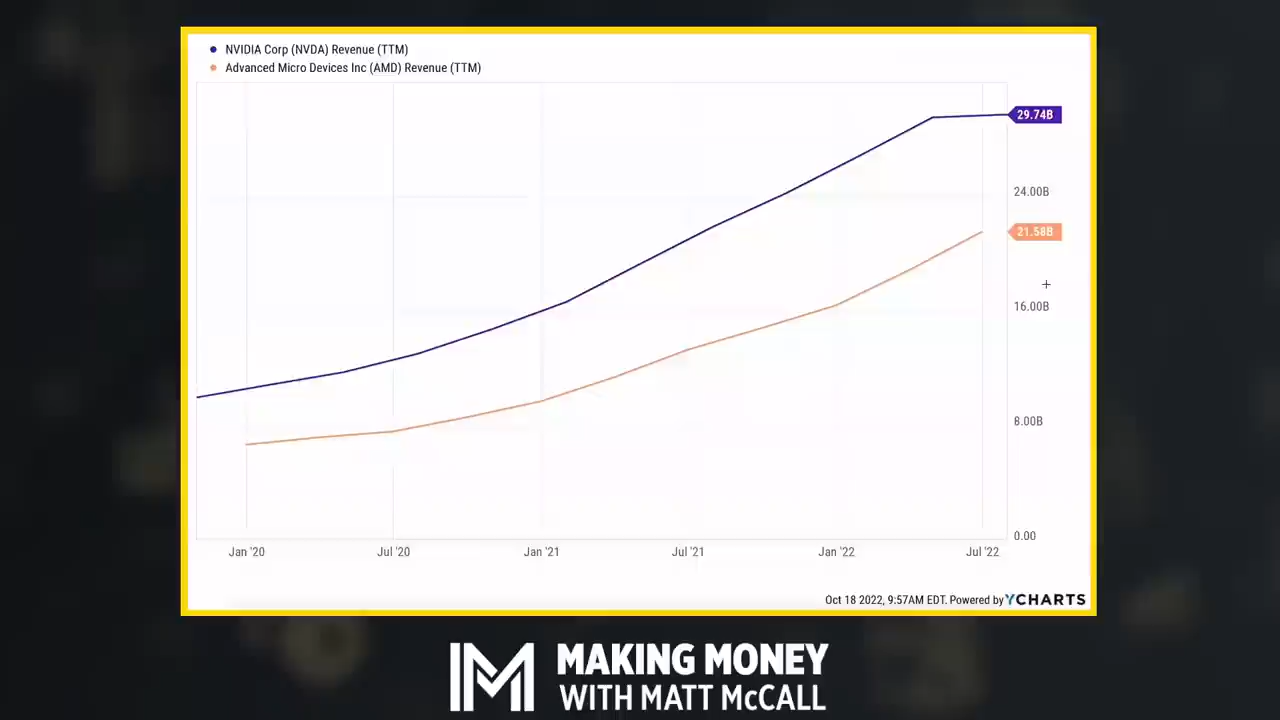 NVIDIA Corp (NVDA) Revenue (TTM)
Advanced Micro Devices Inc (AMD) Revenue (TTM)
29.74B
24.00B
21.58B
16.00B
8.00B
0.00
Jan '20 Jul '20 Jan '21 Jul '21 Jan '22 Jul '22
Oct 18 2022, 9:57AM EDT. Powered by YCHARTS
MAKING MONEY
WITH MATT McCALL